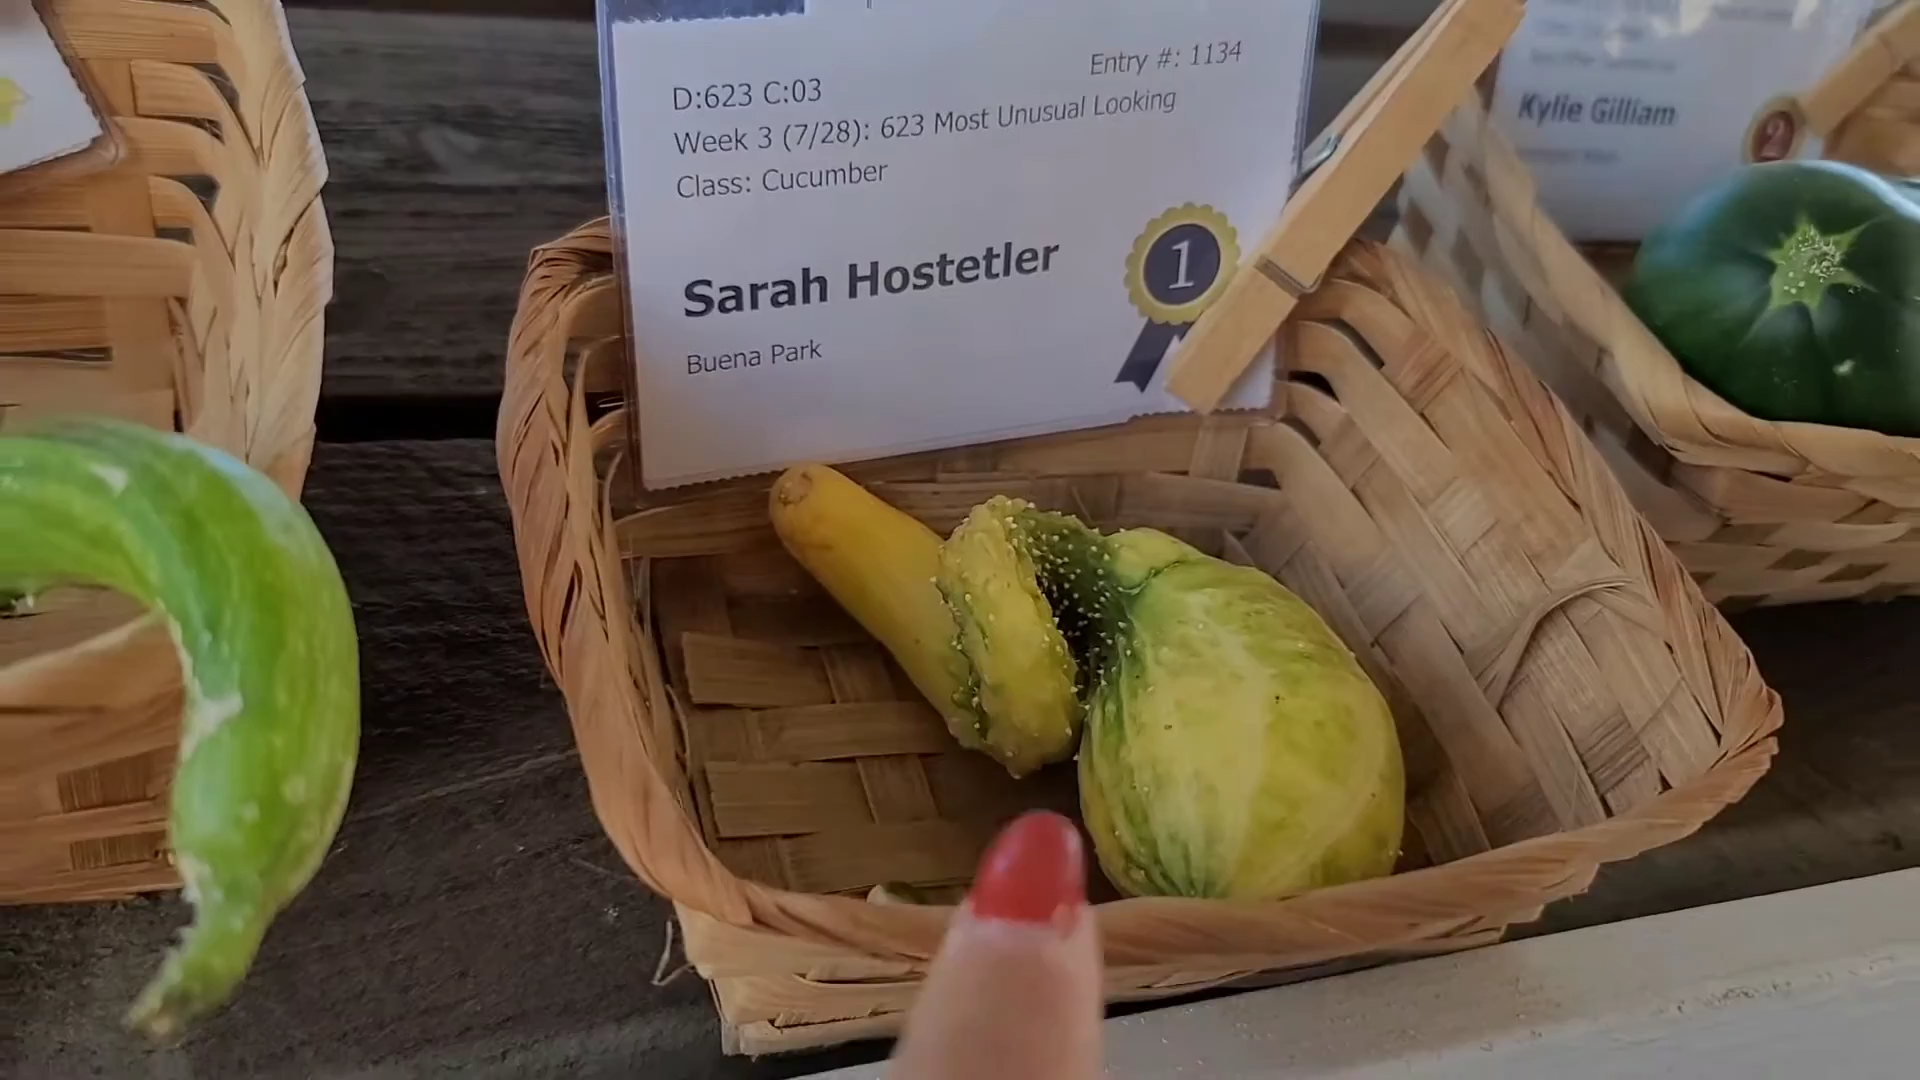 D:623 C:03
Entry #: 1134
Week 3 (7/28): 623 Most Unusual Looking
Class: Cucumber
Sarah Hostetler
1
Buena Park
Kylie Gilliam
2